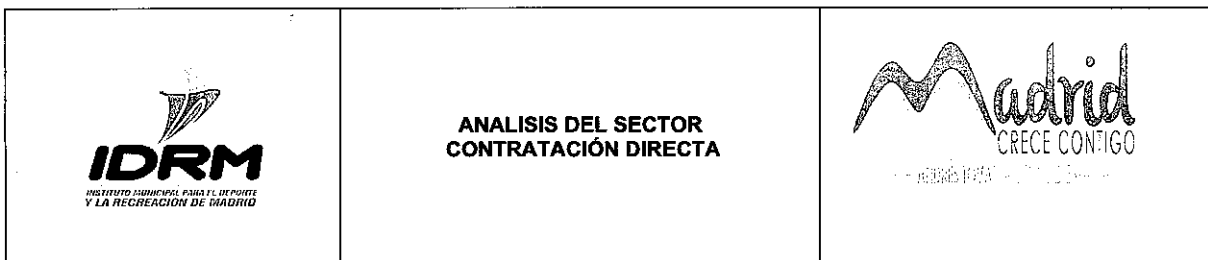 IDRM
INSTITUTO MUNICIPAL PARA EL DEPORTE
Y LA RECREACIÓN DE MADRID
ANALISIS DEL SECTOR
CONTRATACIÓN DIRECTA
Madrid
CRECE CONTIGO